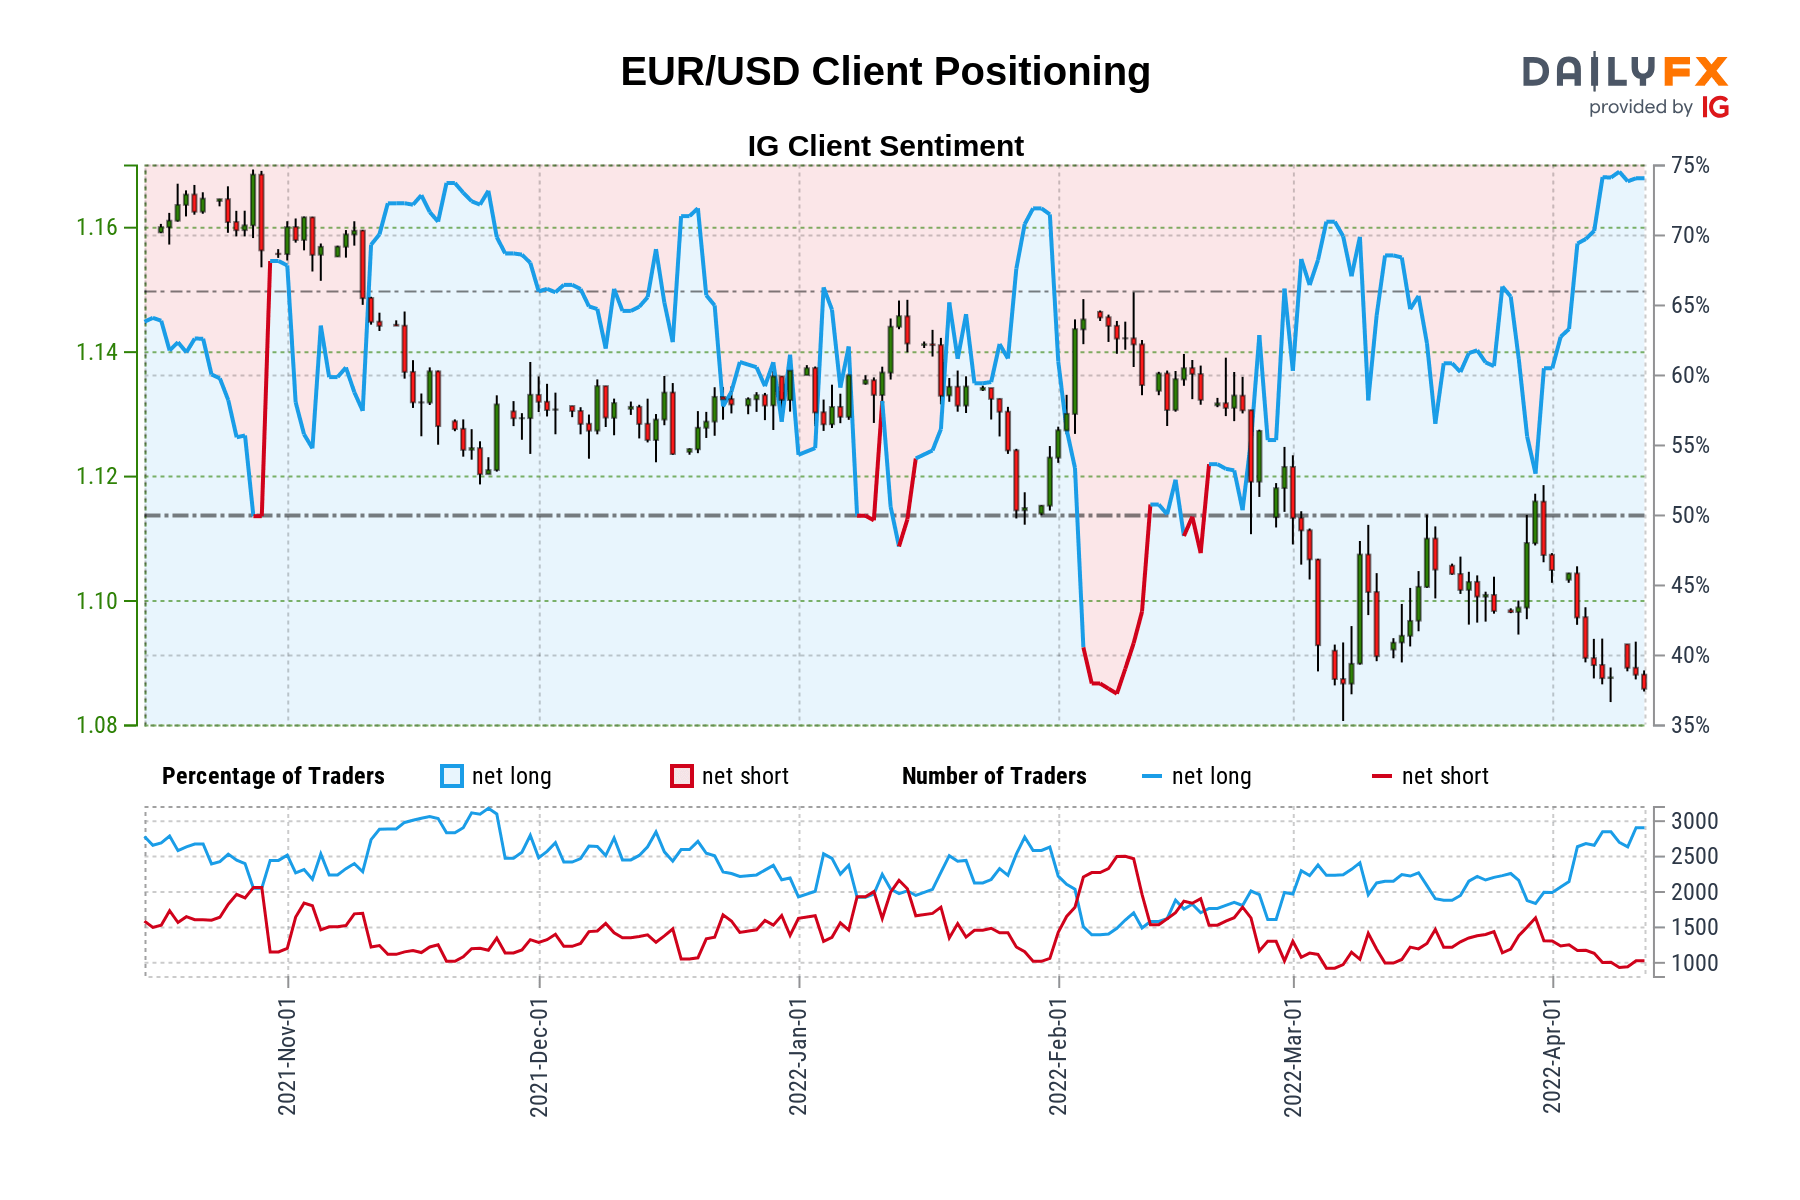 EUR/USD Client Positioning
DAILYFX
provided by IG
IG Client Sentiment
1.16
1.14
1.12
1.10
1.08
75%
70%
65%
60%
55%
50%
45%
40%
35%
Percentage of Traders net long net short Number of Traders net long net short
3000
2500
2000
1500
1000
2021-Nov-01
2021-Dec-01
2022-Jan-01
2022-Feb-01
2022-Mar-01
2022-Apr-01